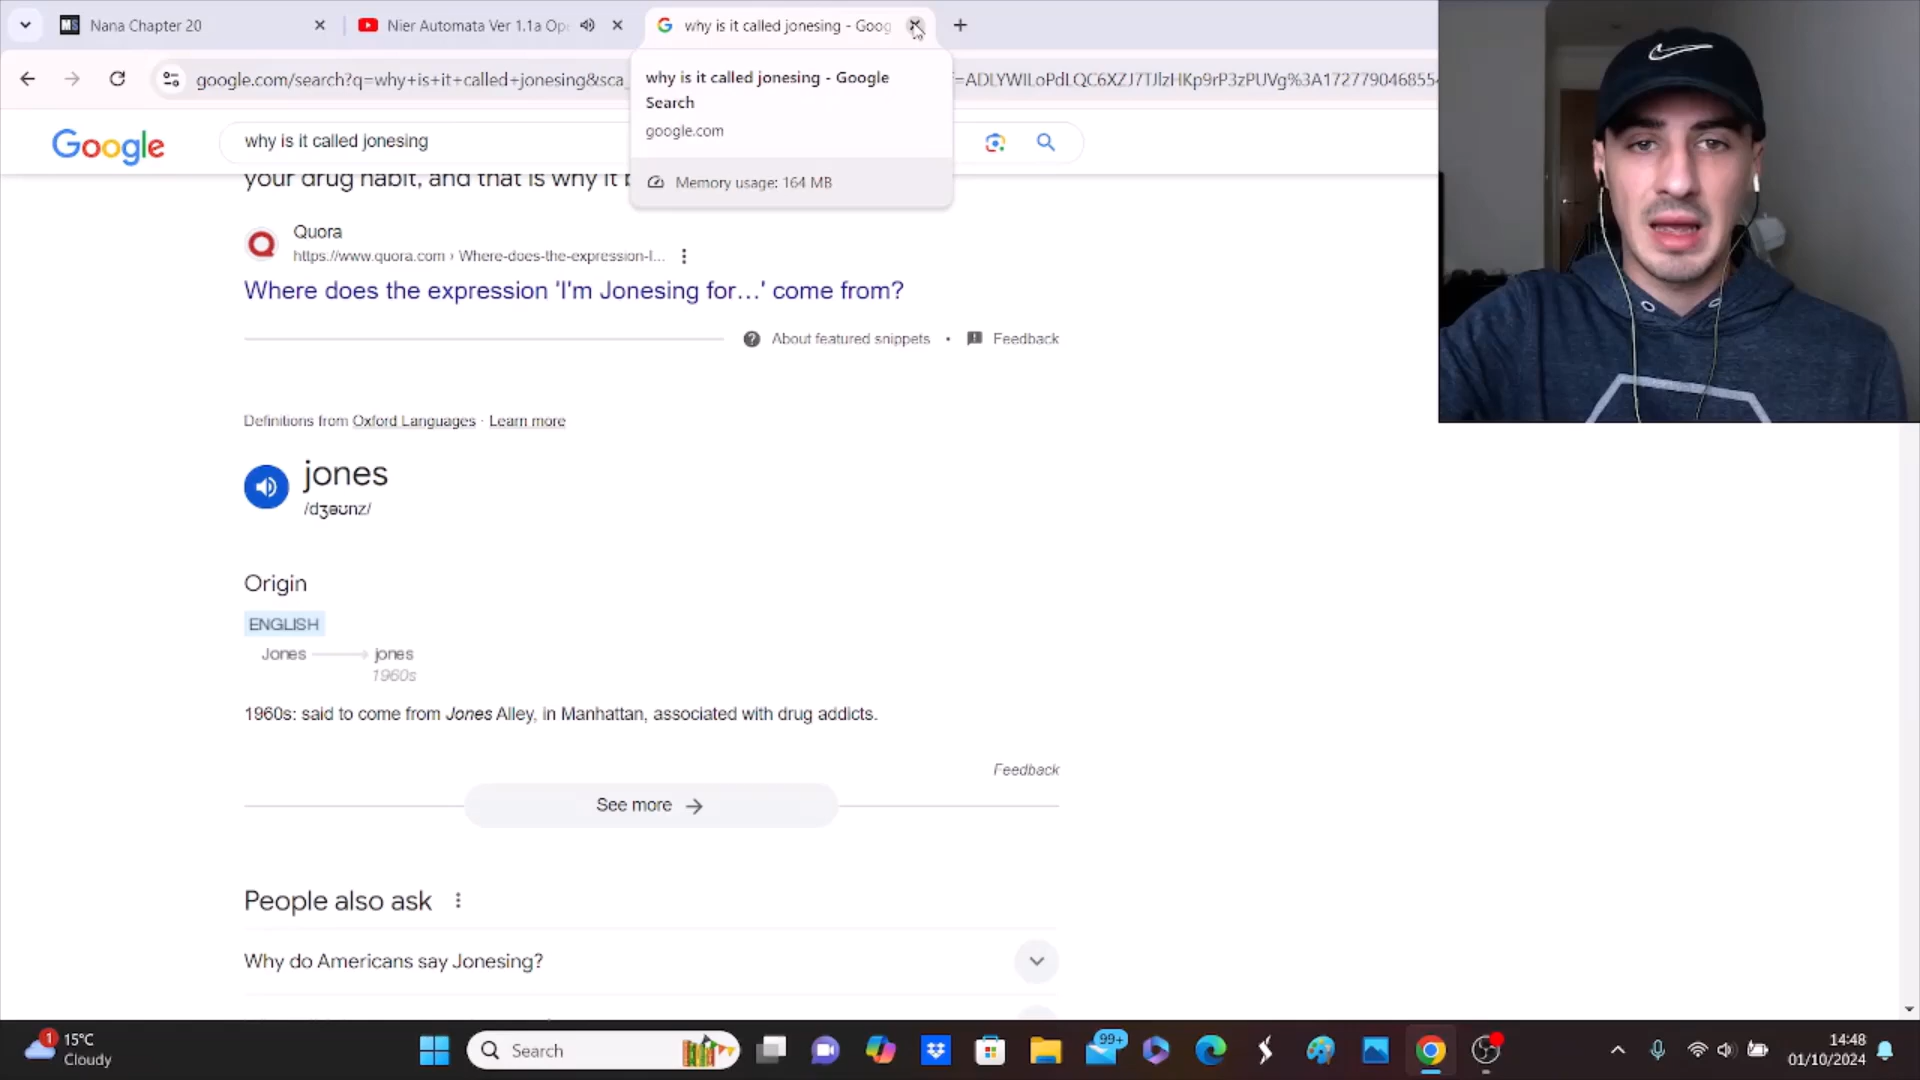 Nana Chapter 20
Nier Automata Ver 1.1a Op
why is it called jonesing - Goog
google.com/search?q=why+is+it+called+jonesing&sca_
=ADLYWILoPdLQC6XZJ7TJlzHKp9rP3zPUVg%3A1727790468554
why is it called jonesing - Google
Search
google.com
Memory usage: 164 MB
Google
why is it called jonesing
your drug habit, and that is why it b
Quora
https://www.quora.com › Where-does-the-expression-I...
Where does the expression 'I'm Jonesing for…' come from?
About featured snippets • Feedback
Definitions from Oxford Languages · Learn more
jones
/dʒəʊnz/
Origin
ENGLISH
Jones jones
1960s
1960s: said to come from Jones Alley, in Manhattan, associated with drug addicts.
Feedback
See more
People also ask
Why do Americans say Jonesing?
1
15°C
Cloudy
Search
99+
14:48
01/10/2024